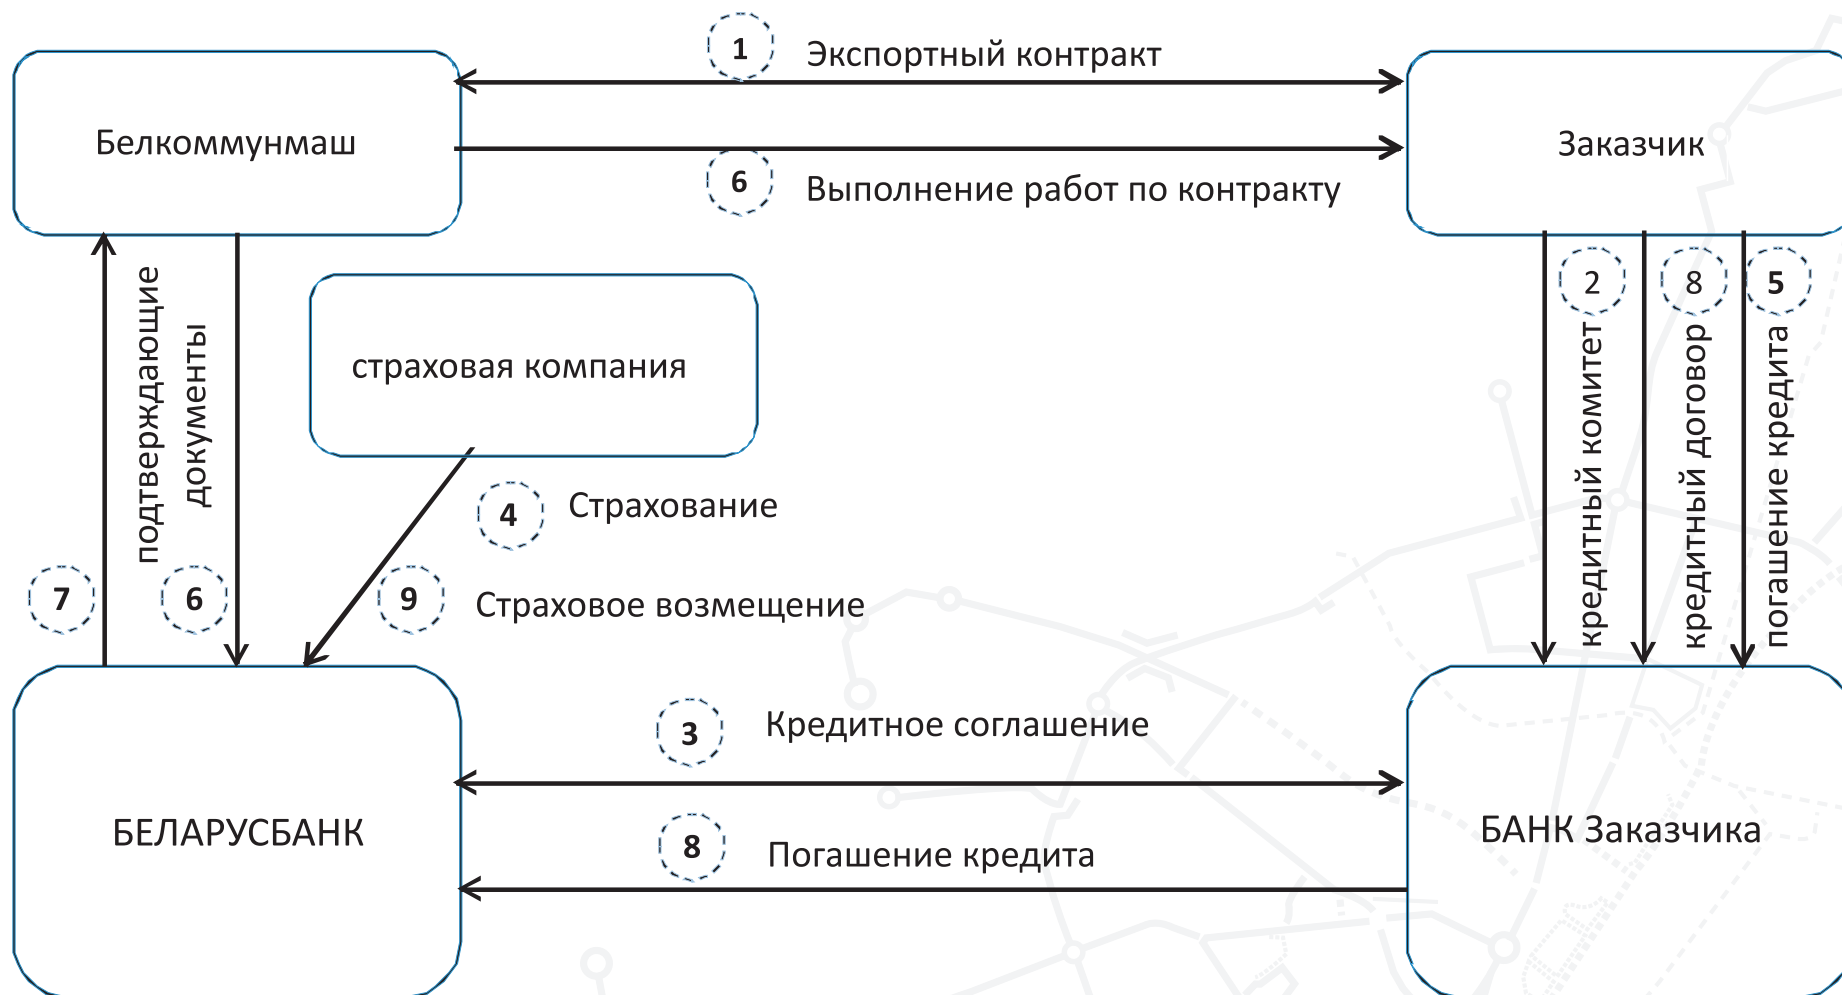 1
Экспортный контракт
Белкоммунмаш
Заказчик
6
Выполнение работ по контракту
2
8
5
подтверждающие
документы
страховая компания
кредитный комитет
кредитный договор
погашение кредита
4
Страхование
7
6
9
Страховое возмещение
3
Кредитное соглашение
БЕЛАРУСБАНК
БАНК Заказчика
8
Погашение кредита